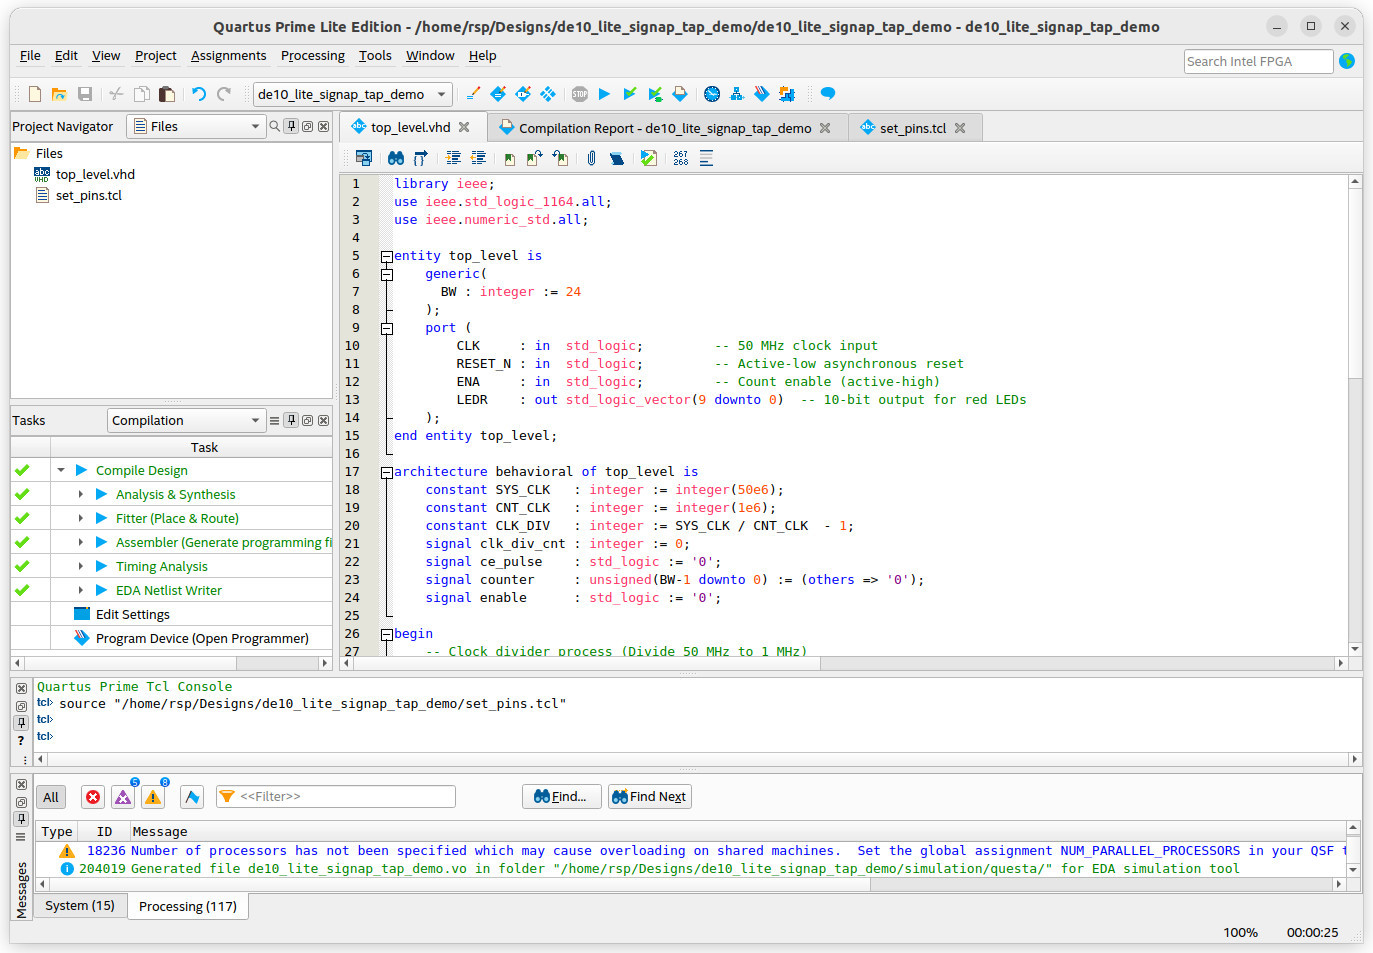 Quartus Prime Lite Edition - /home/rsp/Designs/de10_lite_signap_tap_demo/de10_lite_signap_tap_demo - de10_lite_signap_tap_demo
File Edit View Project Assignments Processing Tools Window Help
Search Intel FPGA
de10_lite_signap_tap_demo
STOP
Project Navigator
Files
Files
abc VHD top_level.vhd
set_pins.tcl
Tasks
Compilation
Task
Compile Design
Analysis & Synthesis
Fitter (Place & Route)
Assembler (Generate programming fi
Timing Analysis
EDA Netlist Writer
Edit Settings
Program Device (Open Programmer)
abc top_level.vhd
Compilation Report - de10_lite_signap_tap_demo
abc set_pins.tcl
267
268
1 library ieee;
2 use ieee.std_logic_1164.all;
3 use ieee.numeric_std.all;
4
5 entity top_level is
6 generic(
7 BW : integer := 24
8 );
9 port (
10 CLK : in std_logic; -- 50 MHz clock input
11 RESET_N : in std_logic; -- Active-low asynchronous reset
12 ENA : in std_logic; -- Count enable (active-high)
13 LEDR : out std_logic_vector(9 downto 0) -- 10-bit output for red LEDs
14 );
15 end entity top_level;
16
17 architecture behavioral of top_level is
18 constant SYS_CLK : integer := integer(50e6);
19 constant CNT_CLK : integer := integer(1e6);
20 constant CLK_DIV : integer := SYS_CLK / CNT_CLK - 1;
21 signal clk_div_cnt : integer := 0;
22 signal ce_pulse : std_logic := '0';
23 signal counter : unsigned(BW-1 downto 0) := (others => '0');
24 signal enable : std_logic := '0';
25
26 begin
27 -- Clock divider process (Divide 50 MHz to 1 MHz)
Quartus Prime Tcl Console
tcl> source "/home/rsp/Designs/de10_lite_signap_tap_demo/set_pins.tcl"
tcl>
tcl>
5
8
All
<<Filter>>
Find...
Find Next
Type ID Message
18236 Number of processors has not been specified which may cause overloading on shared machines. Set the global assignment NUM_PARALLEL_PROCESSORS in your QSF
204019 Generated file de10_lite_signap_tap_demo.vo in folder "/home/rsp/Designs/de10_lite_signap_tap_demo/simulation/questa/" for EDA simulation tool
Messages
System (15)
Processing (117)
100% 00:00:25